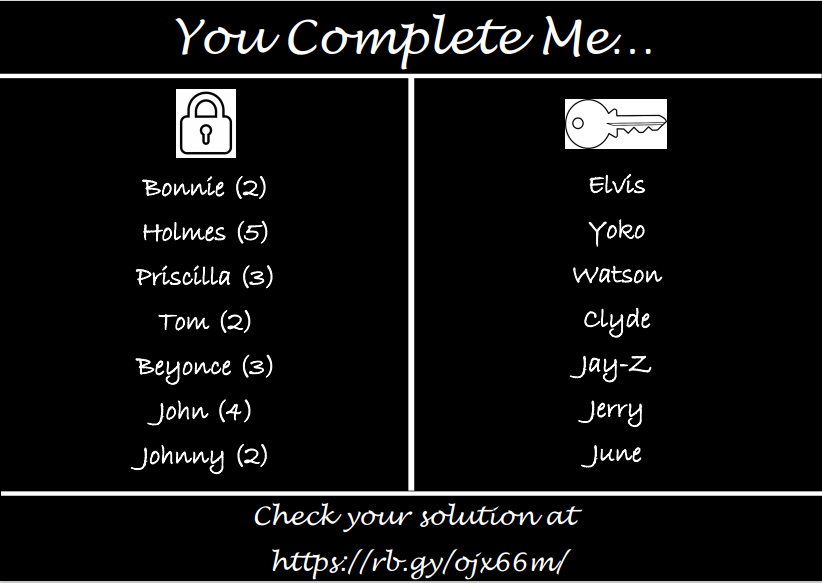 You Complete Me...
Bonnie (2)
Holmes (5)
Priscilla (3)
Tom (2)
Beyonce (3)
John (4)
Johnny (2)
Elvis
Yoko
Watson
Clyde
Jay-Z
Jerry
June
Check your solution at
https://rb.gy/ojx66m/